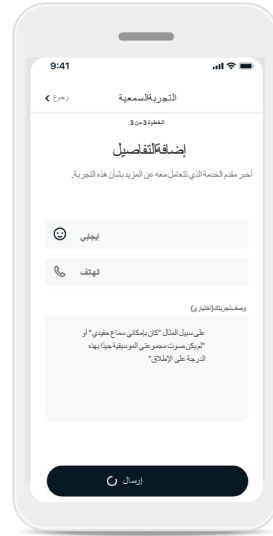 9:41
رجوع
التجربة السمعية
الخطوة 3 من 3
إضافة التفاصيل
أخبر مقدم الخدمة الذي تتعامل معه عن المزيد بشأن هذه التجربة.
إيجابي
الهاتف
وصف تجربتك (اختياري)
على سبيل المثال "كان بإمكاني سماع حفيدي" أو
"لم يكن صوت مجموعتي الموسيقية جيدًا بهذه
الدرجة على الإطلاق"
إرسال